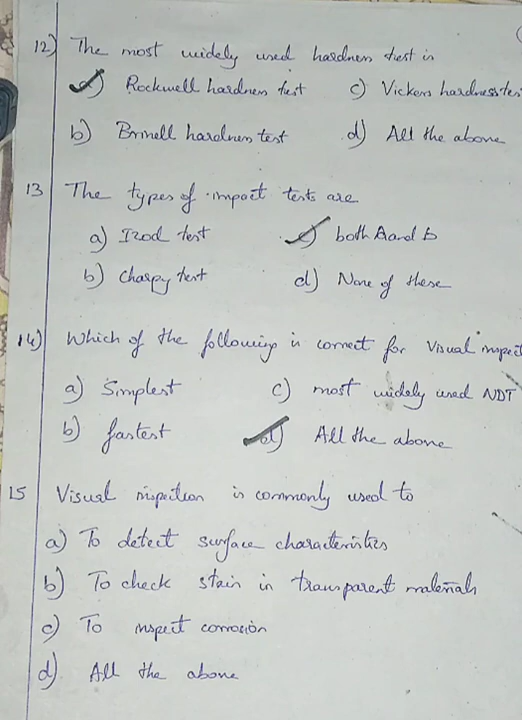 12) The most widely used hardness test is
a) Rockwell hardness test c) Vickers hardness tes
b) Brinell hardness test d) All the above
13 The types of impact tests are
a) Izod test c) both A and b
b) Charpy test d) None of these
14) Which of the following is correct for Visual inspect
a) Simplest c) most widely used NDT
b) fastest d) All the above
15 Visual inspection is commonly used to
a) To detect surface characteristics
b) To check stain in transparent materials
c) To inspect corrosion
d) All the above